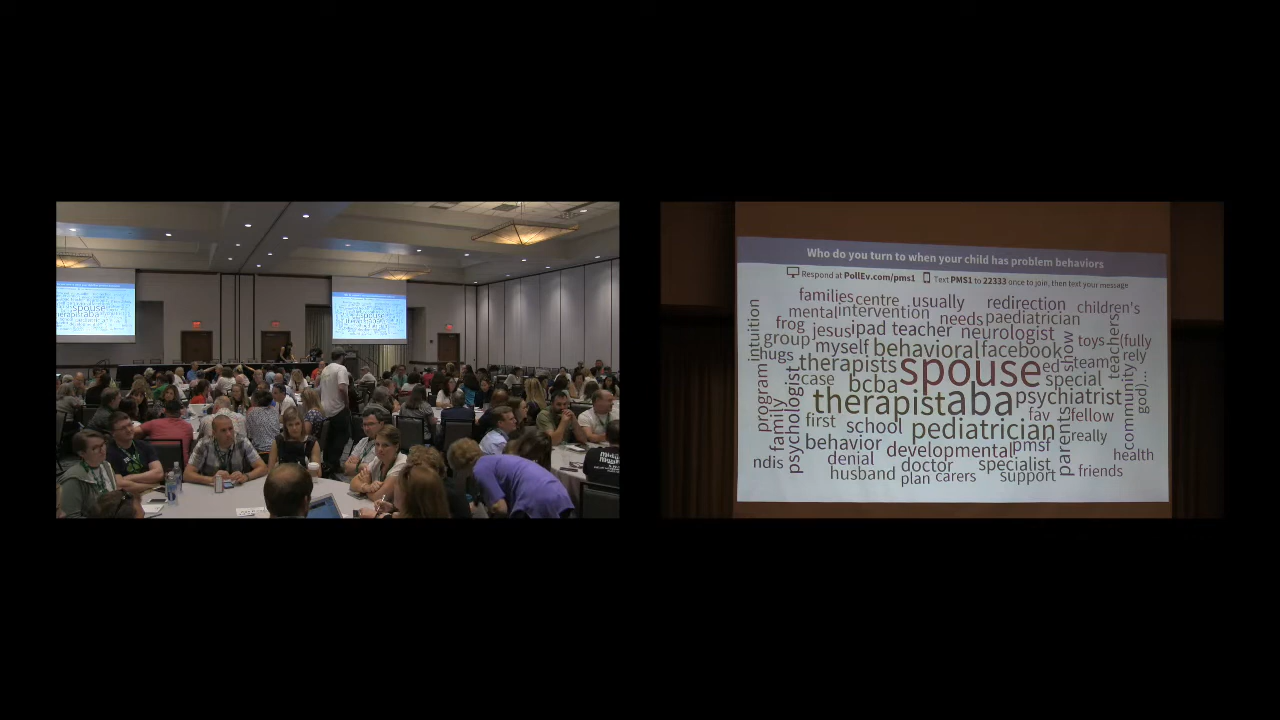 Who do you turn to when your child has problem behaviors
Respond at PollEv.com/pms1 Text PMS1 to 22333 once to join, then text your message
families centre usually redirection children's
mental intervention needs paediatrician
frog jesus ipad teacher neurologist
group myself behavioral facebook show toys (fully
intuition hugs therapists spouse ed team rely teachers
case bcba special
program therapist aba psychiatrist community god)...
family psychologist first school pediatrician fav fellow
behavior developmental pmsf parents really
ndis denial doctor specialist health
husband plan carers support friends